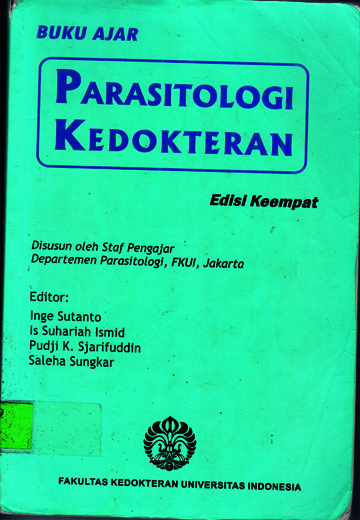 BUKU AJAR
PARASITOLOGI
KEDOKTERAN
Edisi Keempat
Disusun oleh Staf Pengajar
Departemen Parasitologi, FKUI, Jakarta
Editor:
Inge Sutanto
Is Suhariah Ismid
Pudji K. Sjarifuddin
Saleha Sungkar
FAKULTAS KEDOKTERAN UNIVERSITAS INDONESIA